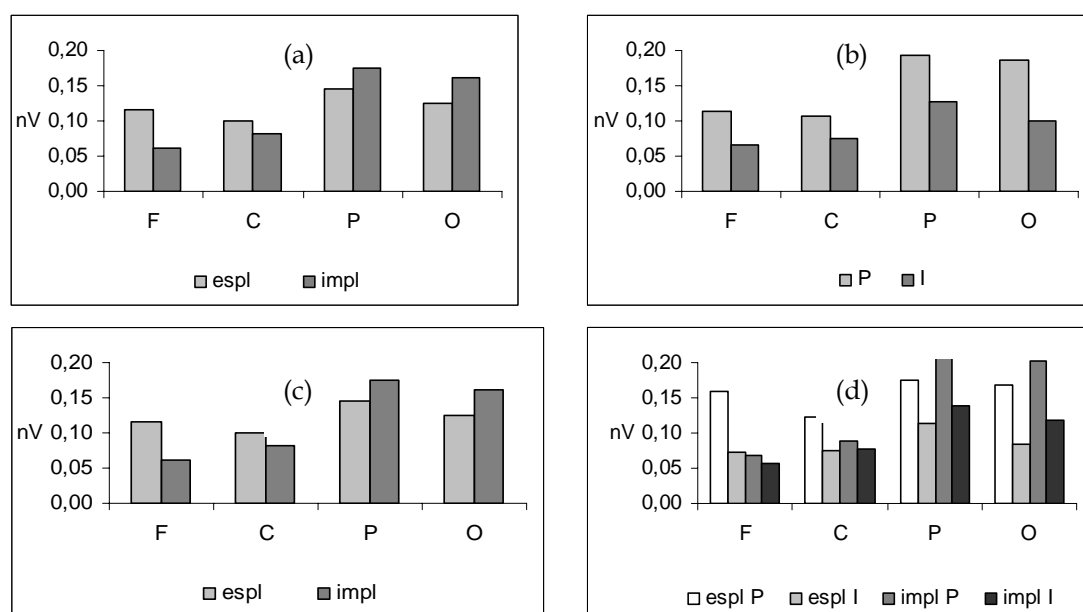 (a)
0,20
0,15
nV 0,10
0,05
0,00
F C P O
espl impl
(b)
0,20
0,15
nV 0,10
0,05
0,00
F C P O
P I
(c)
0,20
0,15
nV 0,10
0,05
0,00
F C P O
espl impl
(d)
0,20
0,15
nV 0,10
0,05
0,00
F C P O
espl P espl I impl P impl I